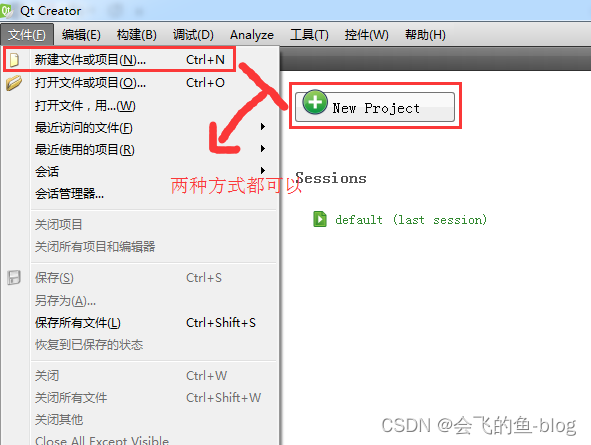 Qt Creator
文件(F) 编辑(E) 构建(B) 调试(D) Analyze 工具(T) 控件(W) 帮助(H)
新建文件或项目(N)... Ctrl+N
打开文件或项目(O)... Ctrl+O
打开文件，用...(W)
最近访问的文件(F)
最近使用的项目(R)
会话
会话管理器...
关闭项目
关闭所有项目和编辑器
保存(S) Ctrl+S
另存为(A)...
保存所有文件(L) Ctrl+Shift+S
恢复到已保存的状态
关闭 Ctrl+W
关闭所有文件 Ctrl+Shift+W
关闭其他
Close All Except Visible
New Project
两种方式都可以
Sessions
default (last session)
CSDN @会飞的鱼-blog